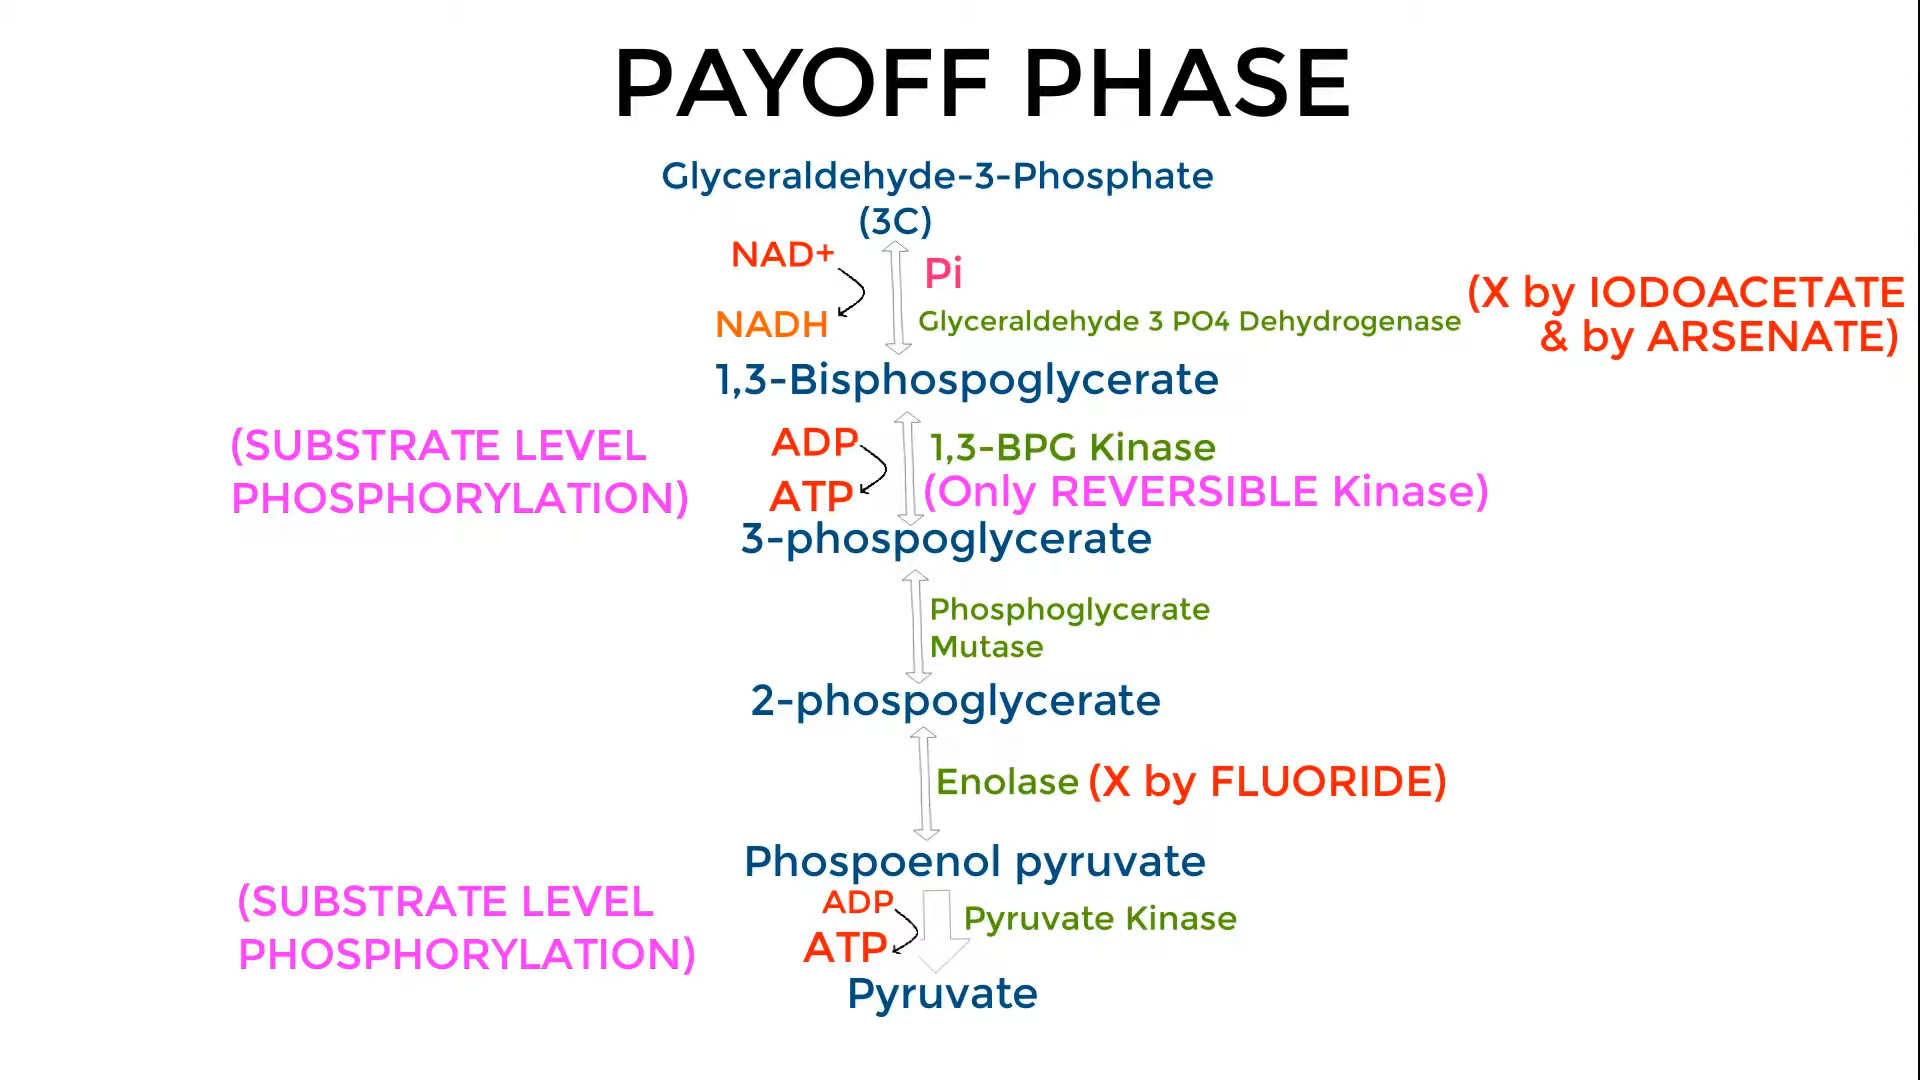 PAYOFF PHASE
Glyceraldehyde-3-Phosphate
(3C)
NAD+
Pi
NADH
Glyceraldehyde 3 PO4 Dehydrogenase
(X by IODOACETATE
& by ARSENATE)
1,3-Bisphospoglycerate
(SUBSTRATE LEVEL
PHOSPHORYLATION)
ADP
ATP
1,3-BPG Kinase
(Only REVERSIBLE Kinase)
3-phospoglycerate
Phosphoglycerate
Mutase
2-phospoglycerate
Enolase (X by FLUORIDE)
Phospoenol pyruvate
(SUBSTRATE LEVEL
PHOSPHORYLATION)
ADP
ATP
Pyruvate Kinase
Pyruvate